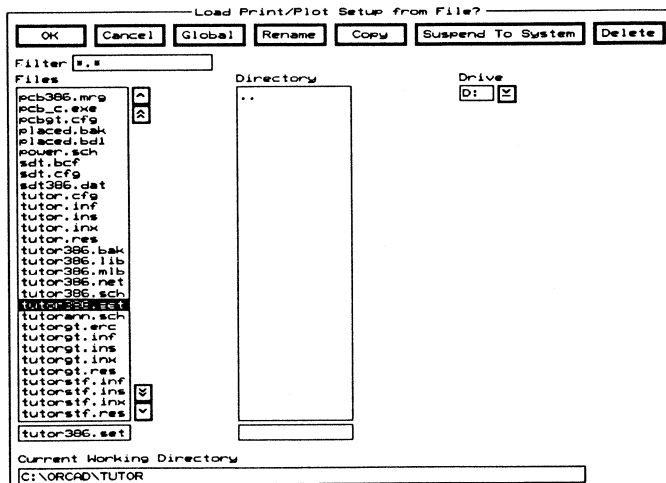 Load Print/Plot Setup from File?
OK Cancel Global Rename Copy Suspend To System Delete
Filter *.*
Files Directory Drive
pcb386.mrg .. D:
pcb_c.exe
pcbgt.cfg
placed.bak
placed.bd1
power.sch
sdt.bcf
sdt.cfg
sdt386.dat
tutor.cfg
tutor.inf
tutor.ins
tutor.inx
tutor.res
tutor386.bak
tutor386.lib
tutor386.mlb
tutor386.net
tutor386.sch
tutor386.set
tutorann.sch
tutorgt.erc
tutorgt.inf
tutorgt.ins
tutorgt.inx
tutorgt.res
tutorstf.inf
tutorstf.ins
tutorstf.inx
tutorstf.res
tutor386.set
Current Working Directory
C:\ORCAD\TUTOR